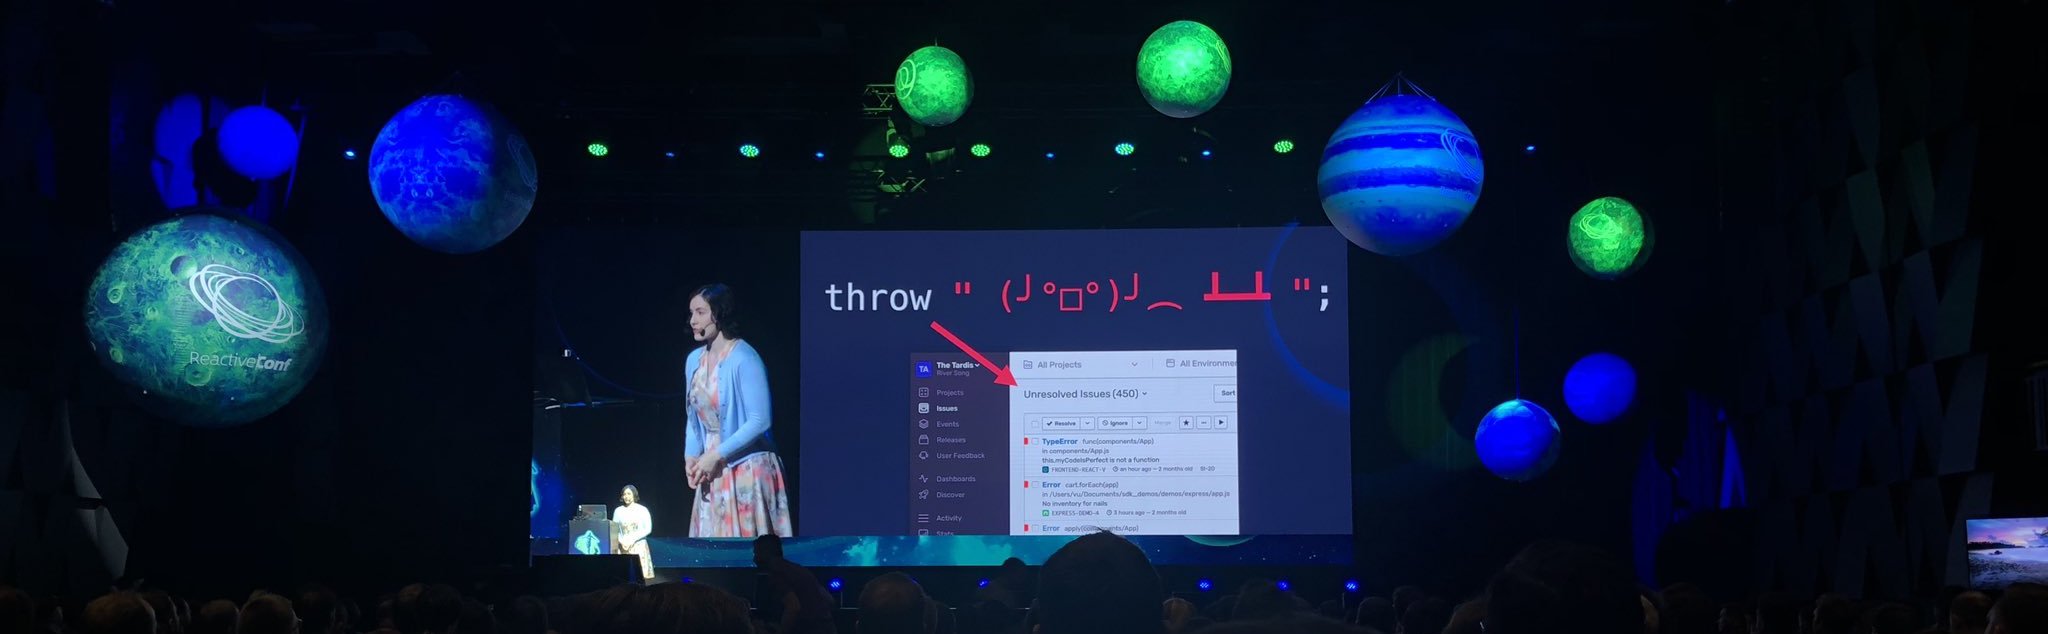 ReactiveConf
throw " (╯°□°)╯︵ ┻┻ ";
TA
The Tardis
River Song
Projects
Issues
Events
Releases
User Feedback
Dashboards
Discover
Activity
Stats
All Projects
All Environme
Unresolved Issues (450)
Sort
Resolve
Ignore
Merge
TypeError func(components/App)
in components/App.js
this.myCodeIsPerfect is not a function
FRONTEND-REACT-V an hour ago — 2 months old SI-20
Error cart.forEach(app)
in /Users/vu/Documents/sdk_demos/demos/express/app.js
No inventory for nails
EXPRESS-DEMO-4 3 hours ago — 2 months old
Error apply(components/App)